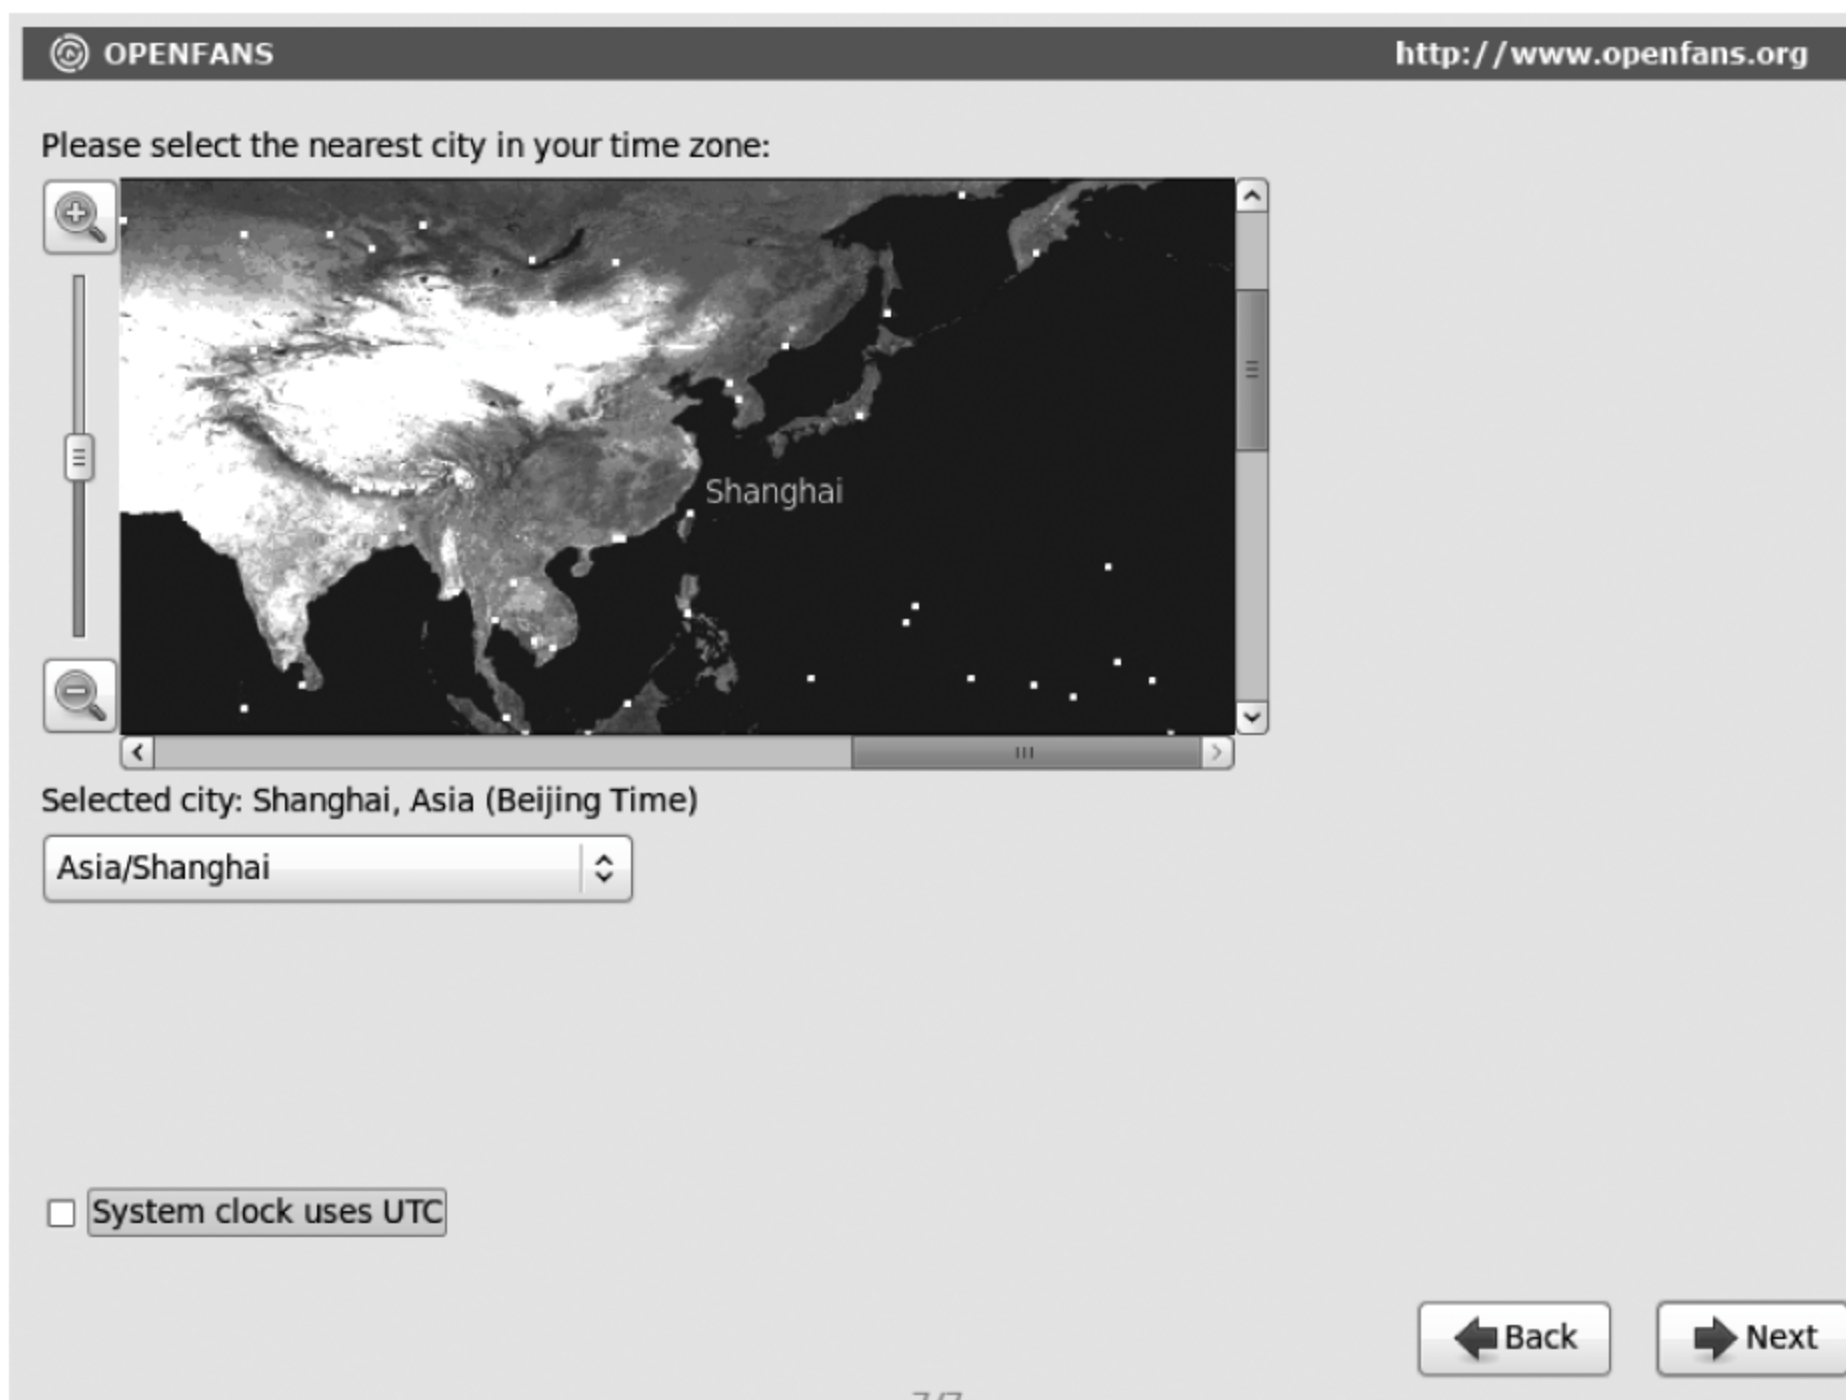 OPENFANS
http://www.openfans.org
Please select the nearest city in your time zone:
Shanghai
Selected city: Shanghai, Asia (Beijing Time)
Asia/Shanghai
System clock uses UTC
Back
Next